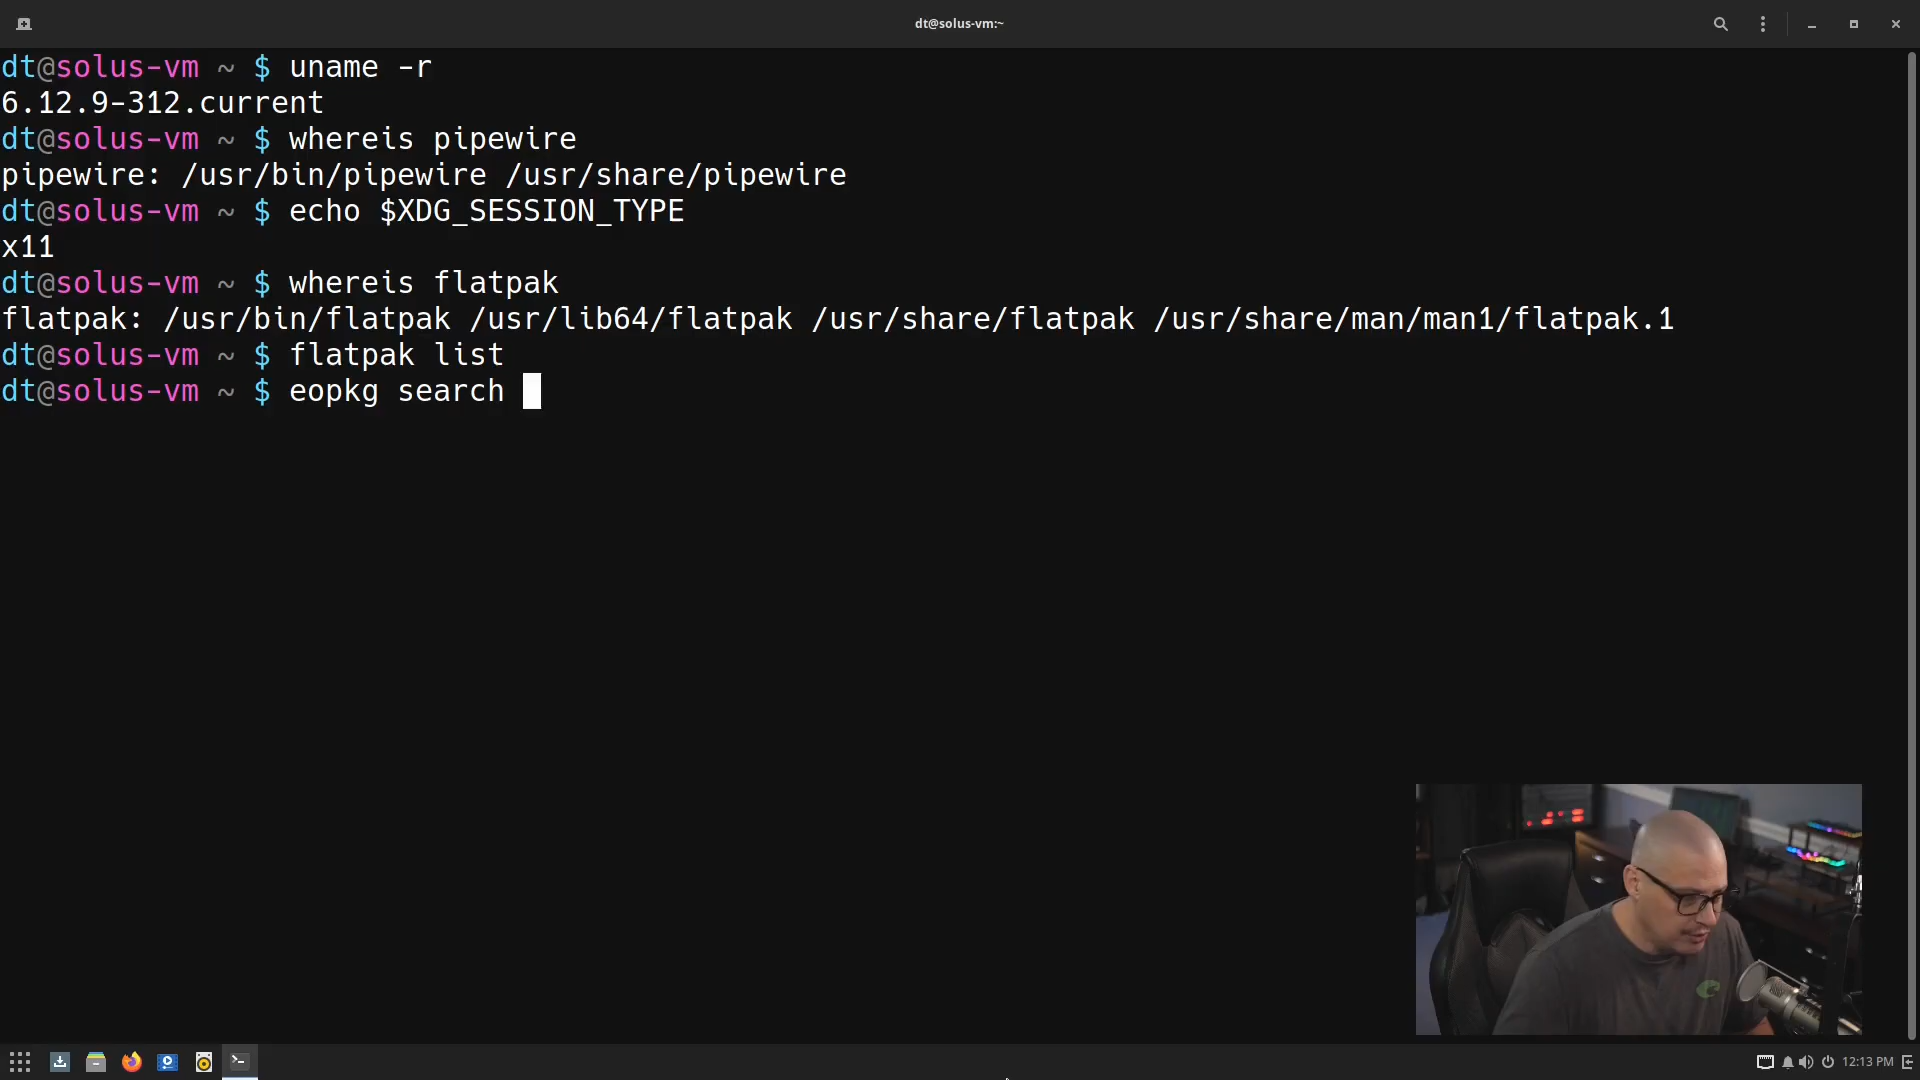 dt@solus-vm:~
dt@solus-vm ~ $ uname -r
6.12.9-312.current
dt@solus-vm ~ $ whereis pipewire
pipewire: /usr/bin/pipewire /usr/share/pipewire
dt@solus-vm ~ $ echo $XDG_SESSION_TYPE
x11
dt@solus-vm ~ $ whereis flatpak
flatpak: /usr/bin/flatpak /usr/lib64/flatpak /usr/share/flatpak /usr/share/man/man1/flatpak.1
dt@solus-vm ~ $ flatpak list
dt@solus-vm ~ $ eopkg search
12:13 PM